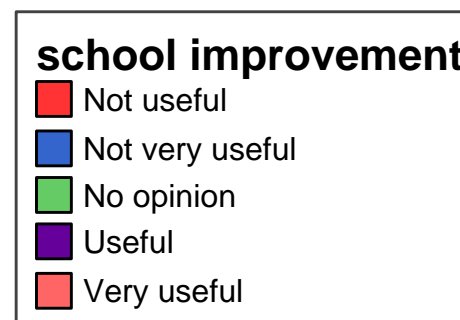 school improvement
Not useful
Not very useful
No opinion
Useful
Very useful